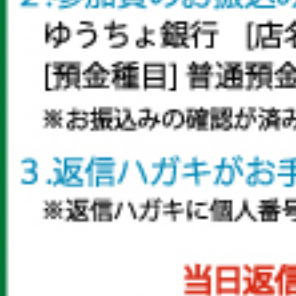 2.参加費のお振込み
ゆうちょ銀行 [店名
[預金種目] 普通預金
※お振込みの確認が済み
3.返信ハガキがお手
※返信ハガキに個人番号
当日返信